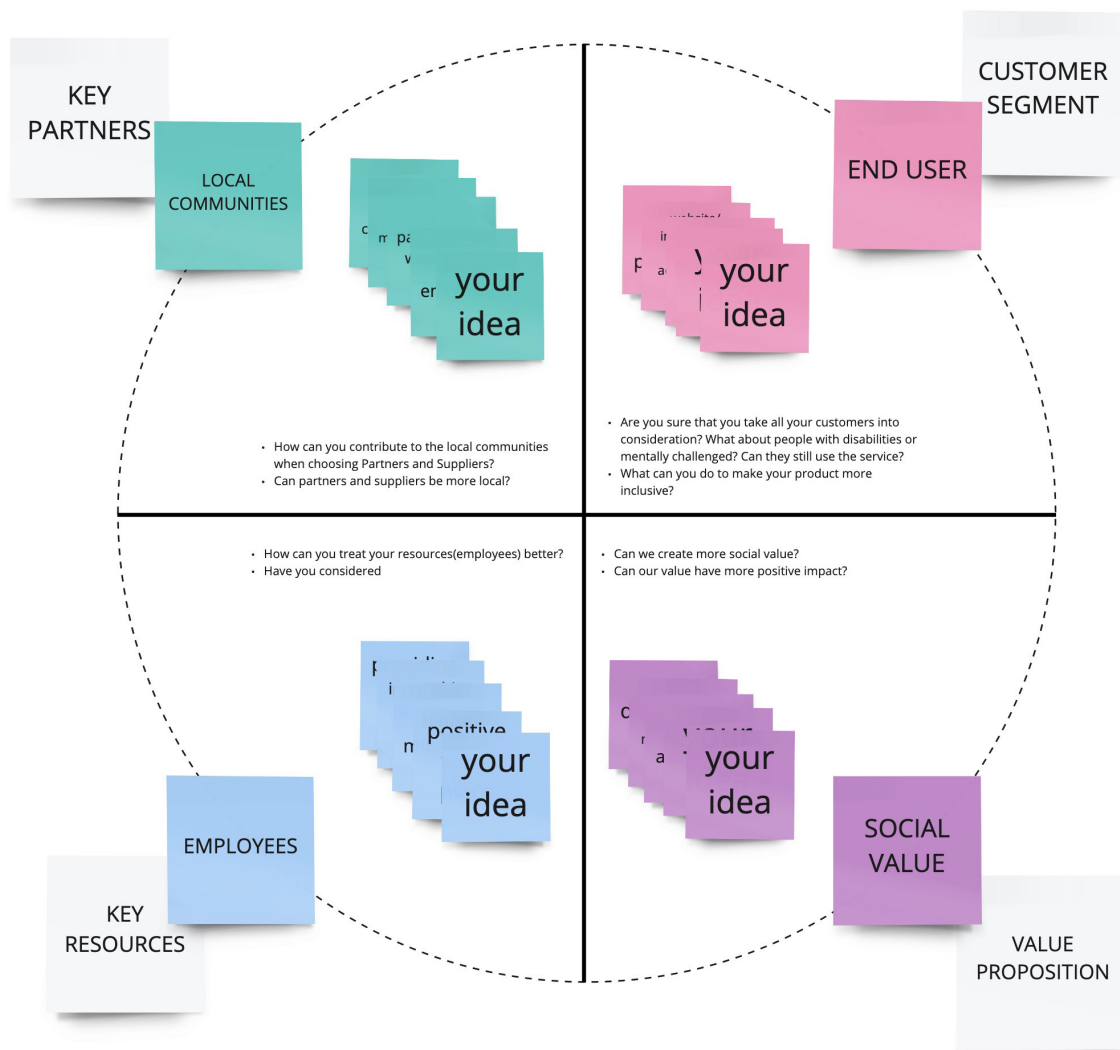 KEY
PARTNERS
LOCAL
COMMUNITIES
your
idea
CUSTOMER
SEGMENT
END USER
your
idea
• How can you contribute to the local communities
when choosing Partners and Suppliers?
• Can partners and suppliers be more local?
• Are you sure that you take all your customers into
consideration? What about people with disabilities or
mentally challenged? Can they still use the service?
• What can you do to make your product more
inclusive?
• How can you treat your resources(employees) better?
• Have you considered
• Can we create more social value?
• Can our value have more positive impact?
positive
your
idea
EMPLOYEES
KEY
RESOURCES
your
idea
SOCIAL
VALUE
VALUE
PROPOSITION